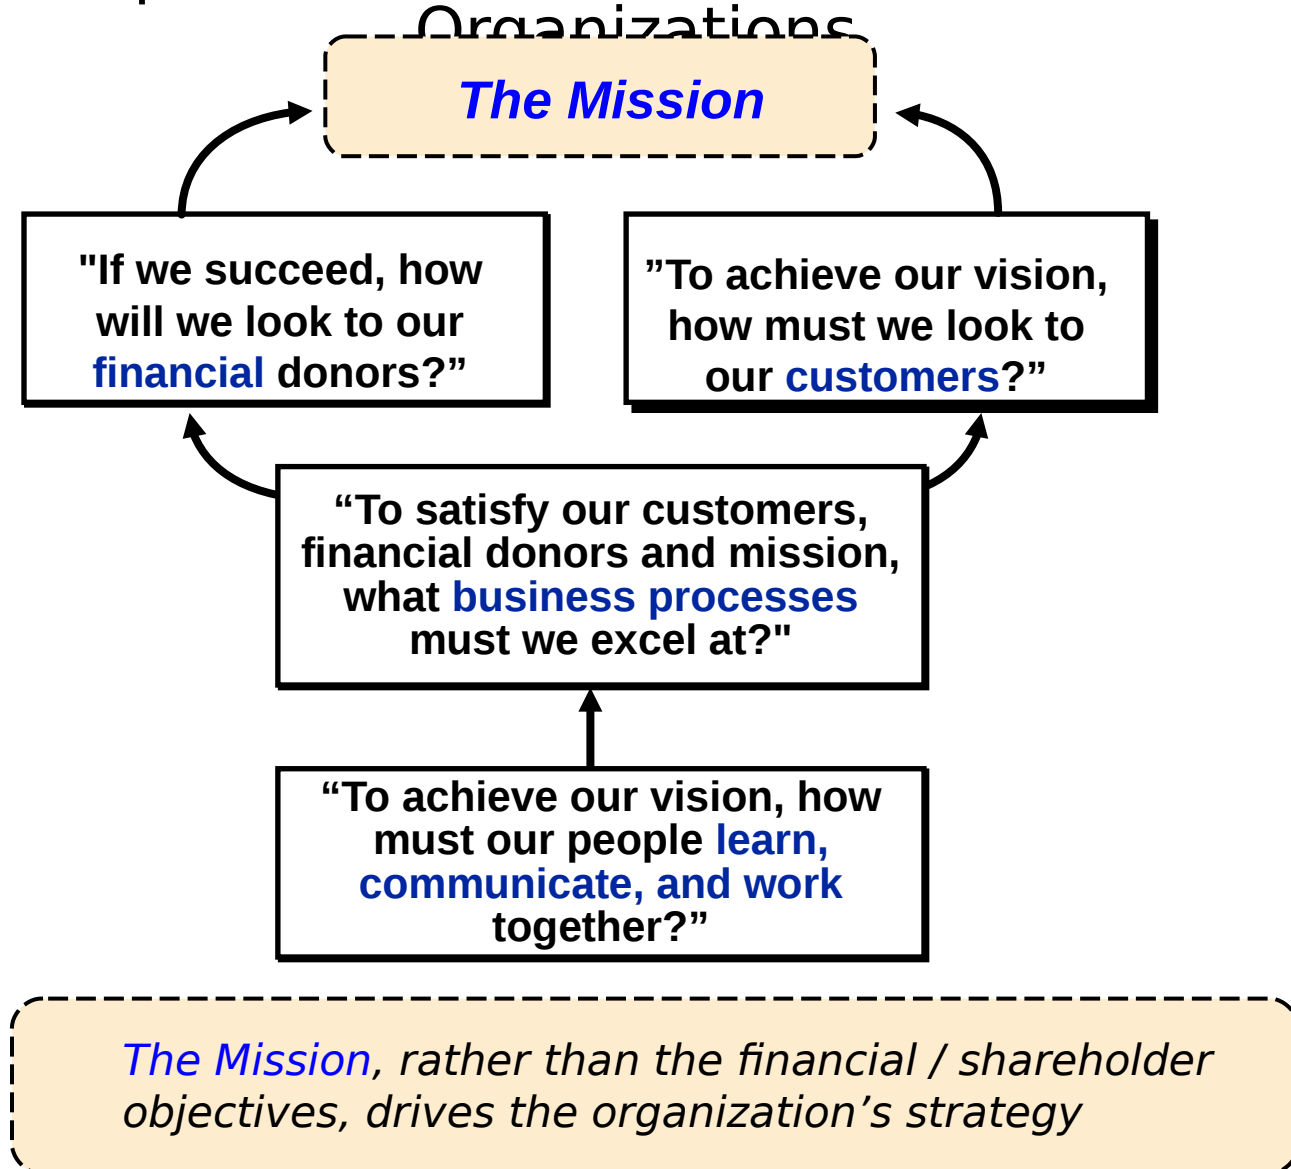 Organizations
The Mission
"If we succeed, how
will we look to our
financial donors?”
”To achieve our vision,
how must we look to
our customers?”
“To satisfy our customers,
financial donors and mission,
what business processes
must we excel at?"
“To achieve our vision, how
must our people learn,
communicate, and work
together?”
The Mission, rather than the financial / shareholder
objectives, drives the organization’s strategy